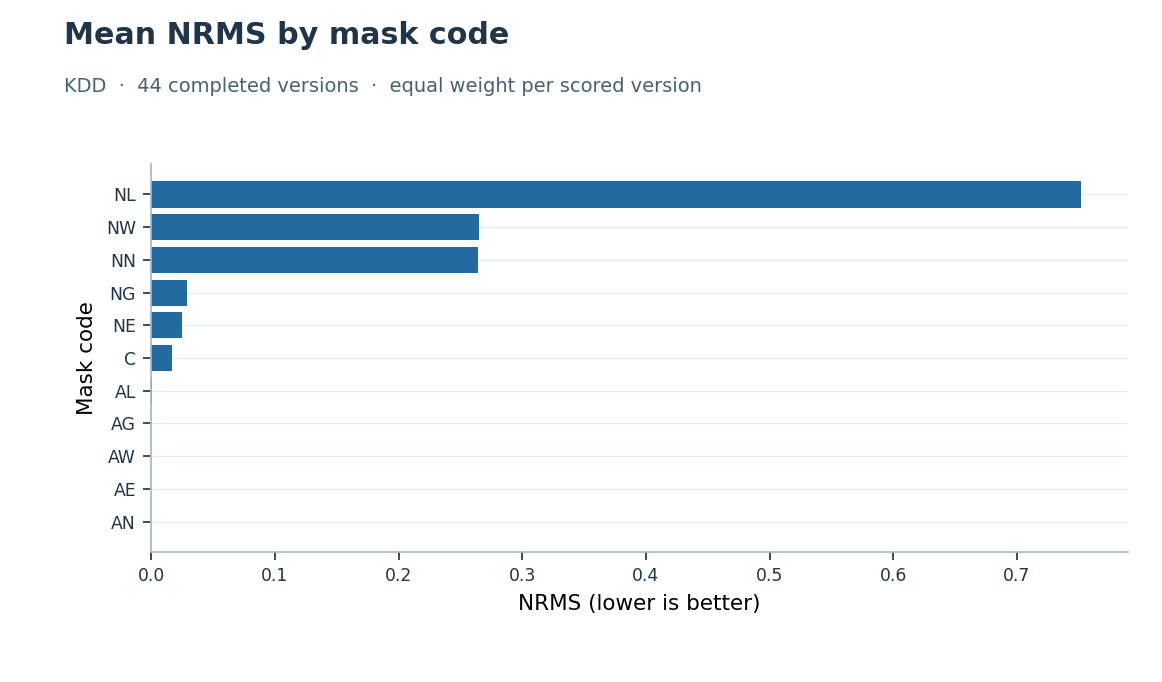 Mean NRMS by mask code
KDD · 44 completed versions · equal weight per scored version
NL
NW
NN
NG
NE
C
AL
AG
AW
AE
AN
Mask code
0.0 0.1 0.2 0.3 0.4 0.5 0.6 0.7
NRMS (lower is better)